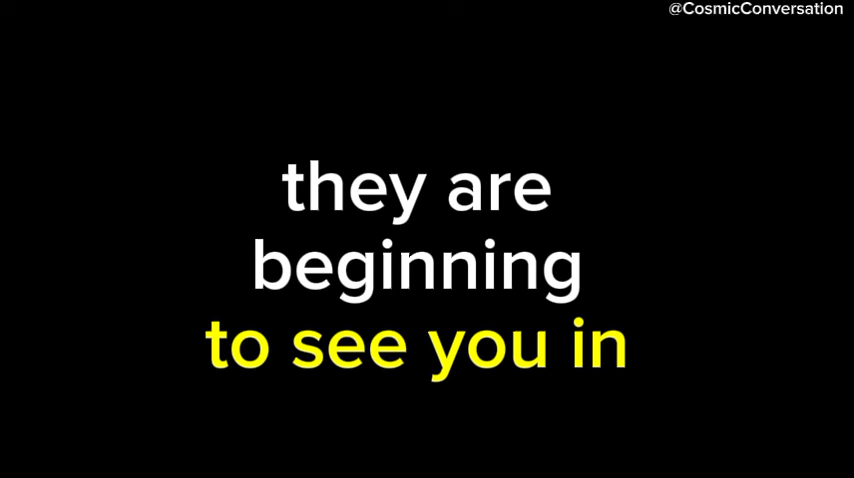 @CosmicConversation
they are
beginning
to see you in